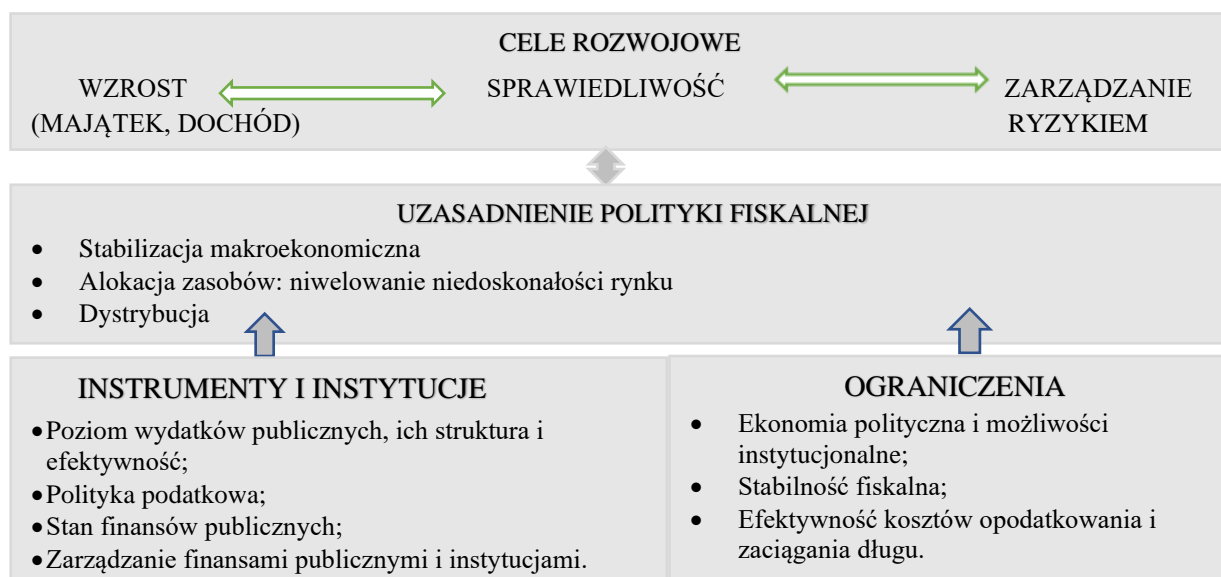 CELE ROZWOJOWE
WZROST SPRAWIEDLIWOŚĆ ZARZĄDZANIE
(MAJĄTEK, DOCHÓD) RYZYKIEM
UZASADNIENIE POLITYKI FISKALNEJ
• Stabilizacja makroekonomiczna
• Alokacja zasobów: niwelowanie niedoskonałości rynku
• Dystrybucja
INSTRUMENTY I INSTYTUCJE
•Poziom wydatków publicznych, ich struktura i
efektywność;
•Polityka podatkowa;
•Stan finansów publicznych;
•Zarządzanie finansami publicznymi i instytucjami.
OGRANICZENIA
• Ekonomia polityczna i możliwości
instytucjonalne;
• Stabilność fiskalna;
• Efektywność kosztów opodatkowania i
zaciągania długu.